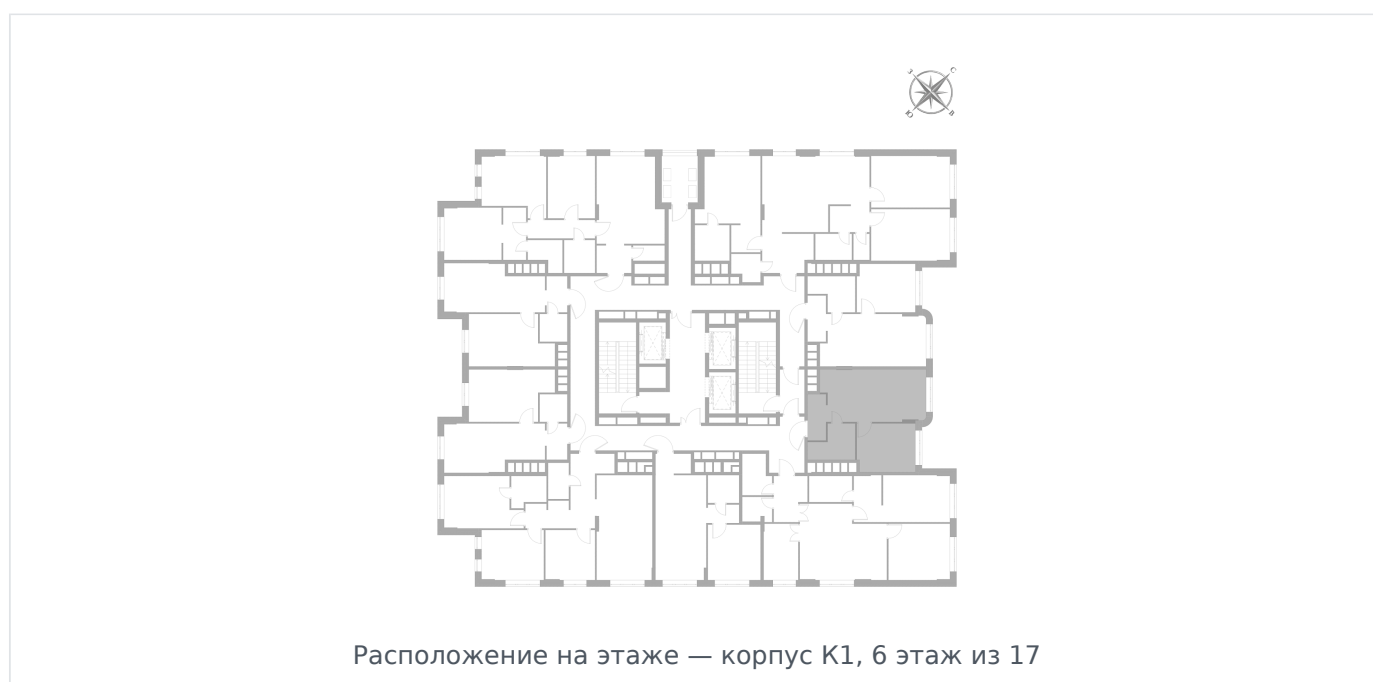 З С
Ю В
Расположение на этаже — корпус К1, 6 этаж из 17